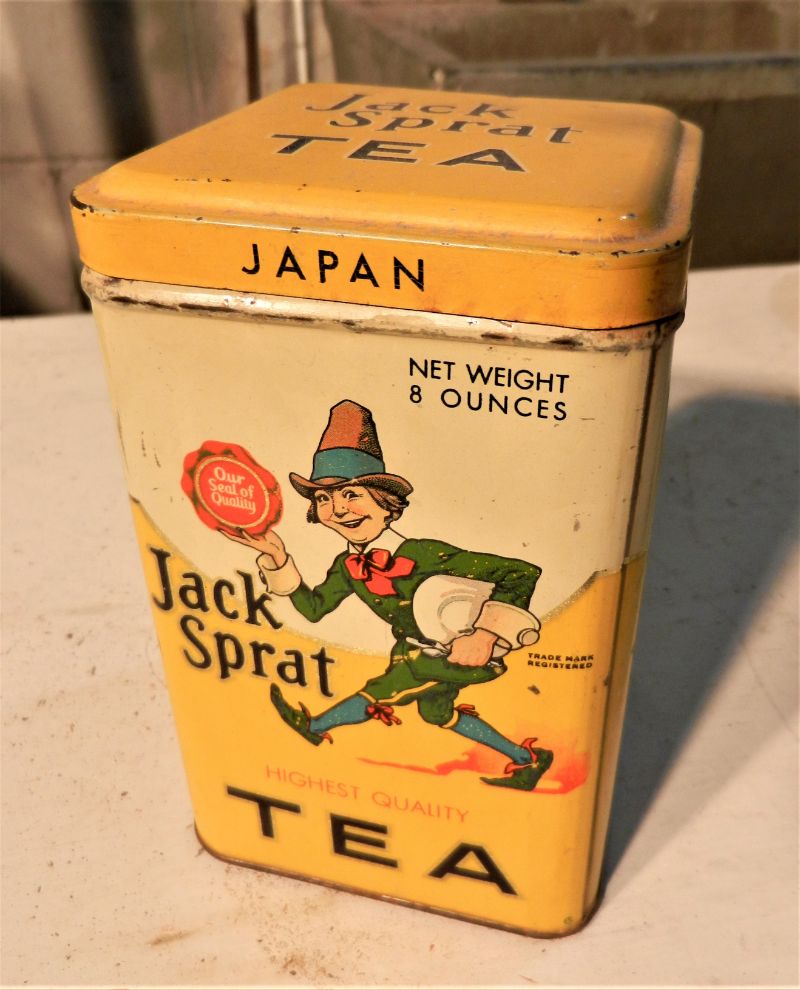 Jack
Sprat
TEA
JAPAN
NET WEIGHT
8 OUNCES
Our
Seal of
Quality
Jack
Sprat
TRADE MARK
REGISTERED
HIGHEST QUALITY
TEA